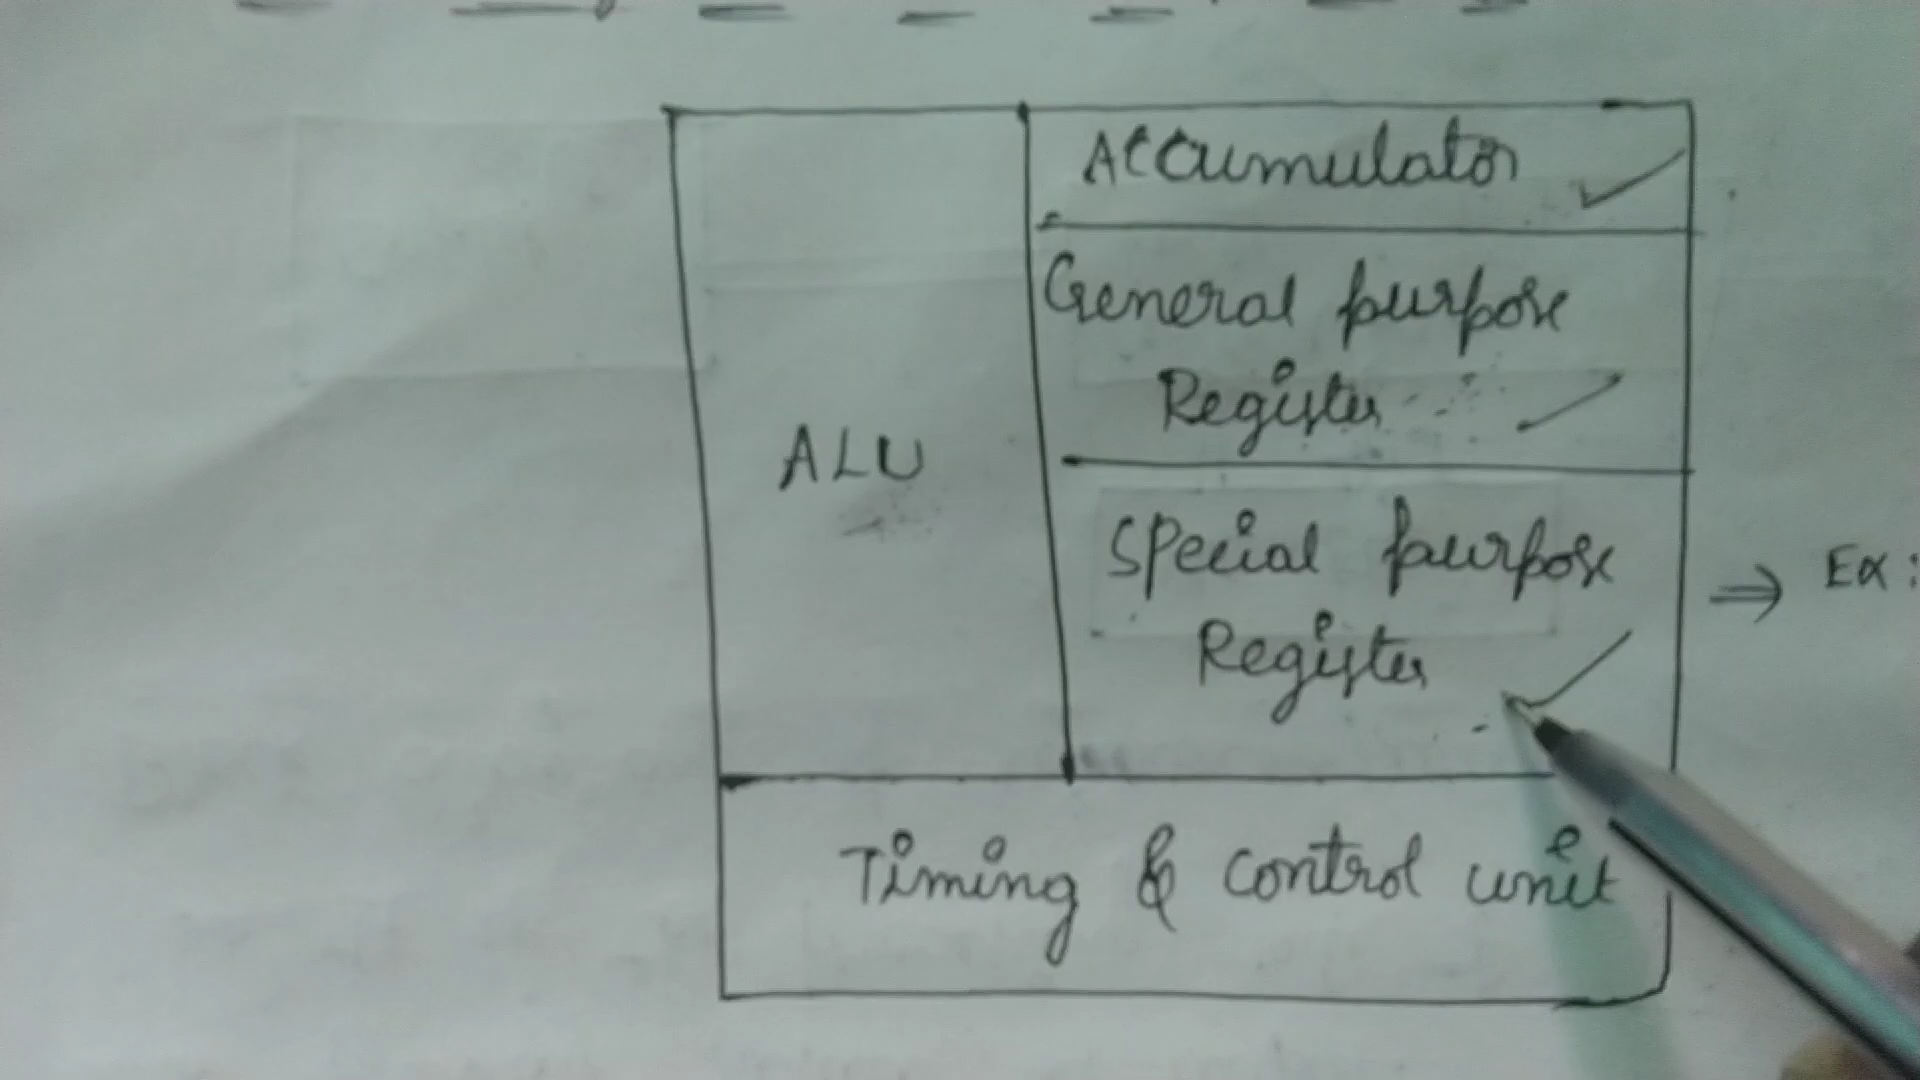 Accumulator
General purpose
Register
ALU
Special purpose
Register
Ex:
Timing & control unit